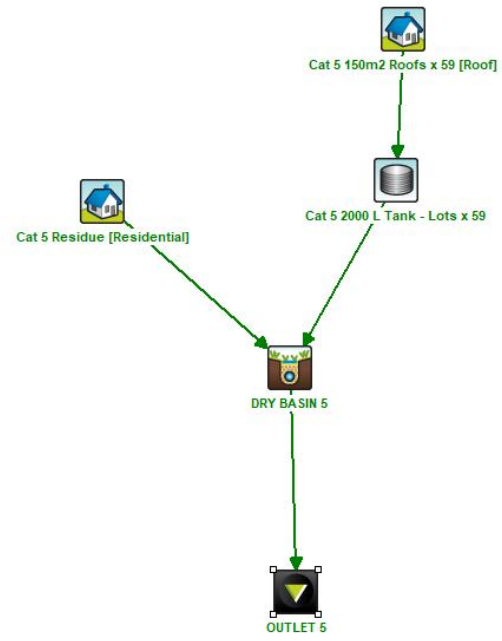 Cat 5 150m2 Roofs x 59 [Roof]
Cat 5 2000 L Tank - Lots x 59
Cat 5 Residue [Residential]
DRY BASIN 5
OUTLET 5